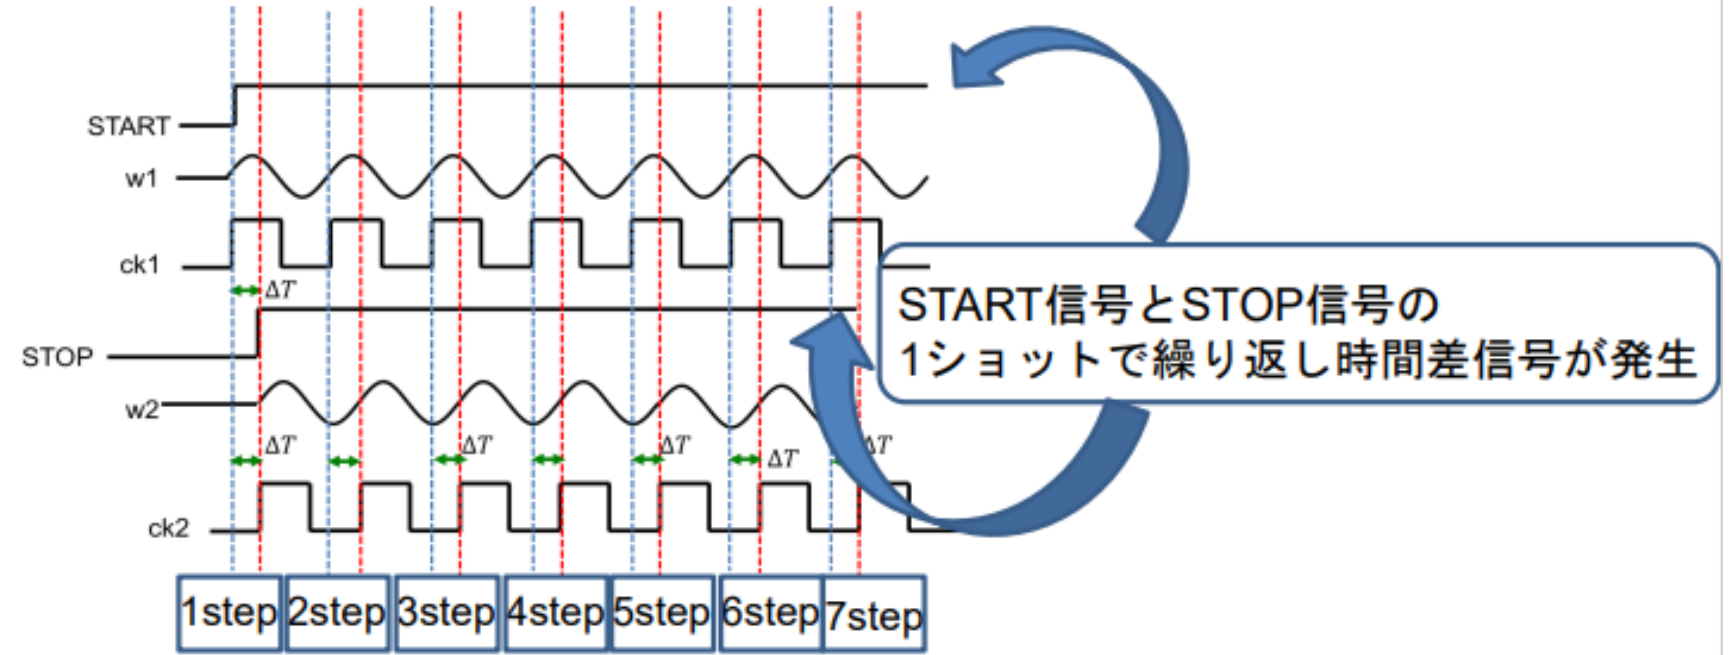 START
w1
ck1
ΔT
STOP
START信号とSTOP信号の
1ショットで繰り返し時間差信号が発生
w2
ΔT
ΔT
ΔT
ΔT
ΔT
ck2
1step
2step
3step
4step
5step
6step
7step